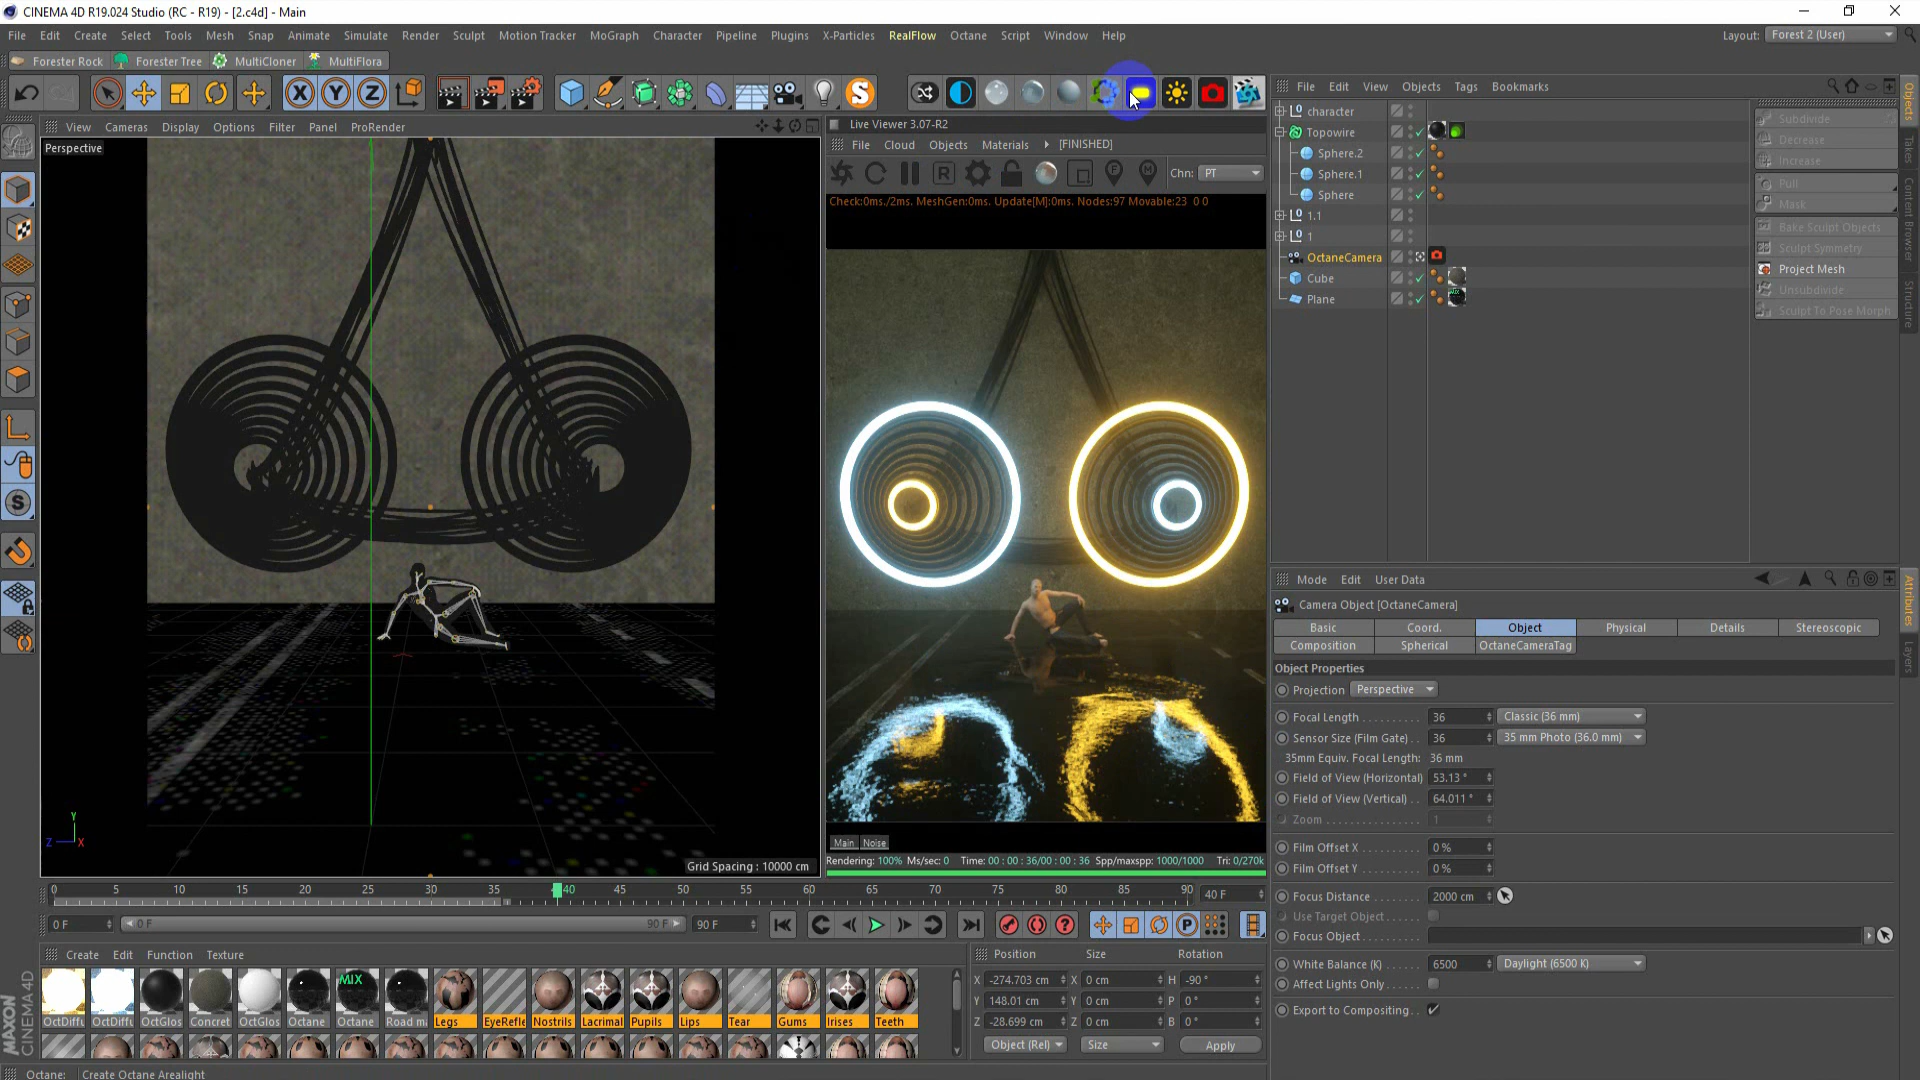 CINEMA 4D R19.024 Studio (RC - R19) - [2.c4d] - Main
File Edit Create Select Tools Mesh Snap Animate Simulate Render Sculpt Motion Tracker MoGraph Character Pipeline Plugins X-Particles RealFlow Octane Script Window Help
Layout: Forest 2 (User)
Forester Rock Forester Tree MultiCloner MultiFlora
X Y Z S
File Edit View Objects Tags Bookmarks
View Cameras Display Options Filter Panel ProRender
Perspective
Grid Spacing : 10000 cm
Y
Z X
Live Viewer 3.07-R2
File Cloud Objects Materials [FINISHED]
R Chn: PT
Check:0ms./2ms. MeshGen:0ms. Update[M]:0ms. Nodes:97 Movable:23 0 0
Main Noise
Rendering: 100% Ms/sec: 0 Time: 00 : 00 : 36/00 : 00 : 36 Spp/maxspp: 1000/1000 Tri: 0/270k
character
Topowire
Sphere.2
Sphere.1
Sphere
1.1
1
OctaneCamera
Cube
Plane
Subdivide
Decrease
Increase
Pull
Mask
Bake Sculpt Objects
Sculpt Symmetry
Project Mesh
Unsubdivide
Sculpt To Pose Morph
Objects
Takes
Content Browser
Structure
Attributes
Layers
Mode Edit User Data
Camera Object [OctaneCamera]
Basic Coord. Object Physical Details Stereoscopic
Composition Spherical OctaneCameraTag
Object Properties
Projection Perspective
Focal Length 36 Classic (36 mm)
Sensor Size (Film Gate) 36 35 mm Photo (36.0 mm)
35mm Equiv. Focal Length: 36 mm
Field of View (Horizontal) 53.13 °
Field of View (Vertical) 64.011 °
Zoom 1
Film Offset X 0 %
Film Offset Y 0 %
Focus Distance 2000 cm
Use Target Object
Focus Object
White Balance (K) 6500 Daylight (6500 K)
Affect Lights Only
Export to Compositing
0 5 10 15 20 25 30 35 40 45 50 55 60 65 70 75 80 85 90 40 F
0 F 0 F 90 F 90 F
Create Edit Function Texture
OctDiffu OctDiffu OctGlos Concret OctGlos Octane Octane Road m Legs EyeRefle Nostrils Lacrimal Pupils Lips Tear Gums Irises Teeth
MIX
Position Size Rotation
X -274.703 cm X 0 cm H -90 °
Y 148.01 cm Y 0 cm P 0 °
Z -28.699 cm Z 0 cm B 0 °
Object (Rel) Size Apply
MAXON
CINEMA 4D
Octane: Create Octane Arealight